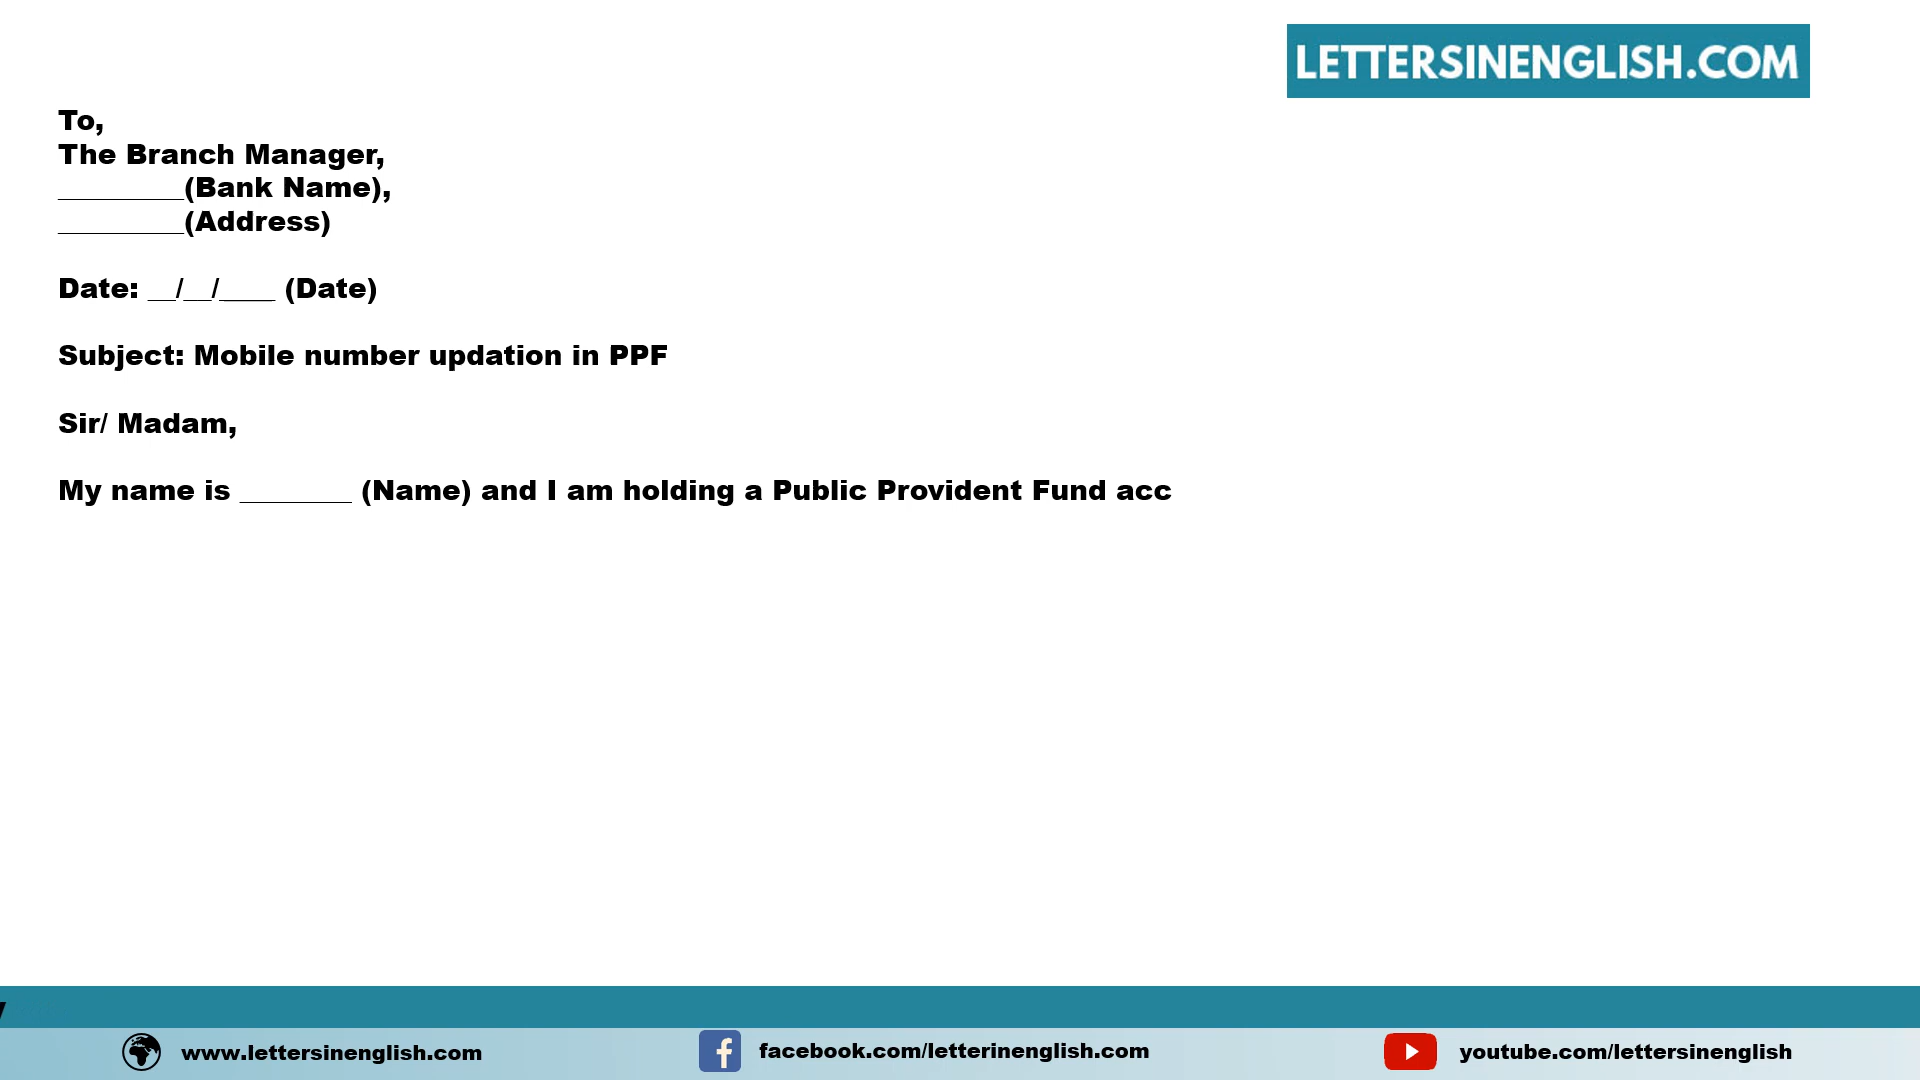 LETTERSINENGLISH.COM
To,
The Branch Manager,
_________(Bank Name),
_________(Address)
Date: __/__/____ (Date)
Subject: Mobile number updation in PPF
Sir/ Madam,
My name is ________ (Name) and I am holding a Public Provident Fund acc
www.lettersinenglish.com
facebook.com/letterinenglish.com
youtube.com/lettersinenglish